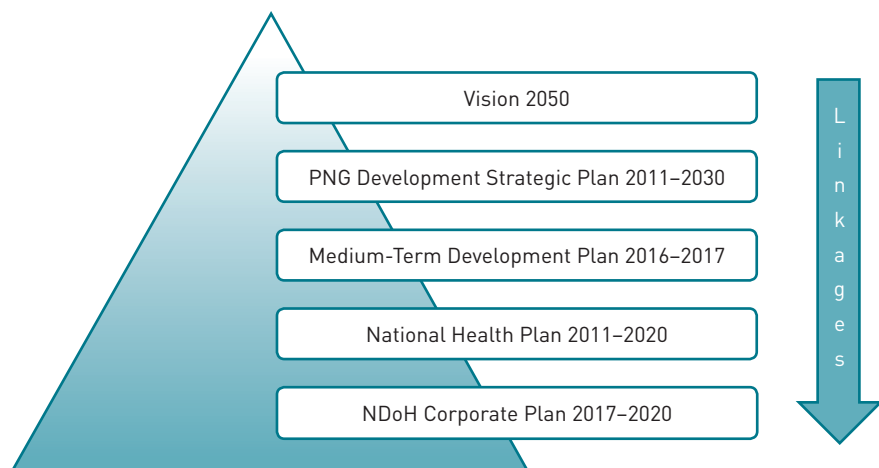 Vision 2050
PNG Development Strategic Plan 2011–2030
Medium-Term Development Plan 2016–2017
National Health Plan 2011–2020
NDoH Corporate Plan 2017–2020
Linkages